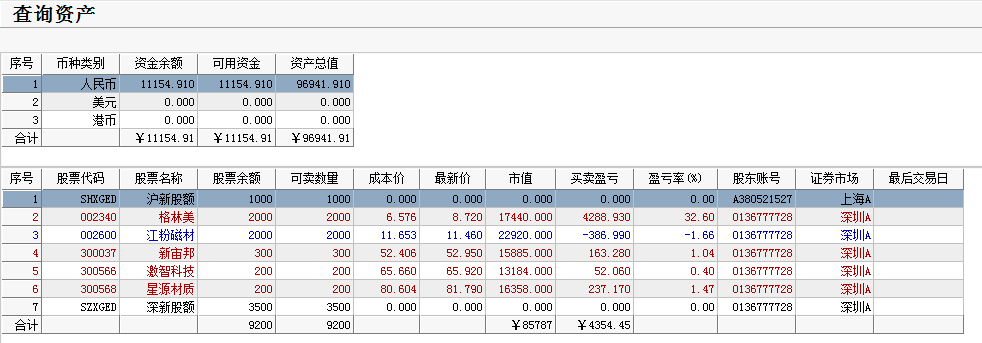 查询资产
序号 币种类别 资金余额 可用资金 资产总值
1 人民币 11154.910 11154.910 96941.910
2 美元 0.000 0.000 0.000
3 港币 0.000 0.000 0.000
合计 ￥11154.91 ￥11154.91 ￥96941.91
序号 股票代码 股票名称 股票余额 可卖数量 成本价 最新价 市值 买卖盈亏 盈亏率(%) 股东账号 证券市场 最后交易日
1 SHXGED 沪新股额 1000 1000 0.000 0.000 0.000 0.000 0.00 A380521527 上海A
2 002340 格林美 2000 2000 6.576 8.720 17440.000 4288.930 32.60 0136777728 深圳A
3 002600 江粉磁材 2000 2000 11.653 11.460 22920.000 -386.990 -1.66 0136777728 深圳A
4 300037 新宙邦 300 300 52.406 52.950 15885.000 163.280 1.04 0136777728 深圳A
5 300566 激智科技 200 200 65.660 65.920 13184.000 52.060 0.40 0136777728 深圳A
6 300568 星源材质 200 200 80.604 81.790 16358.000 237.170 1.47 0136777728 深圳A
7 SZXGED 深新股额 3500 3500 0.000 0.000 0.000 0.000 0.00 0136777728 深圳A
合计 9200 9200 ￥85787 ￥4354.45